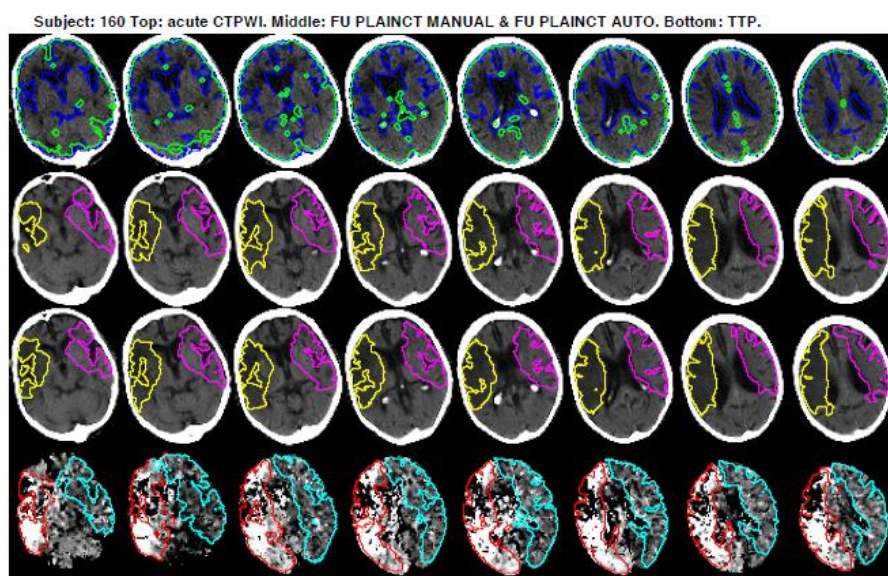 Subject: 160 Top: acute CTPWI. Middle: FU PLAINCT MANUAL & FU PLAINCT AUTO. Bottom: TTP.